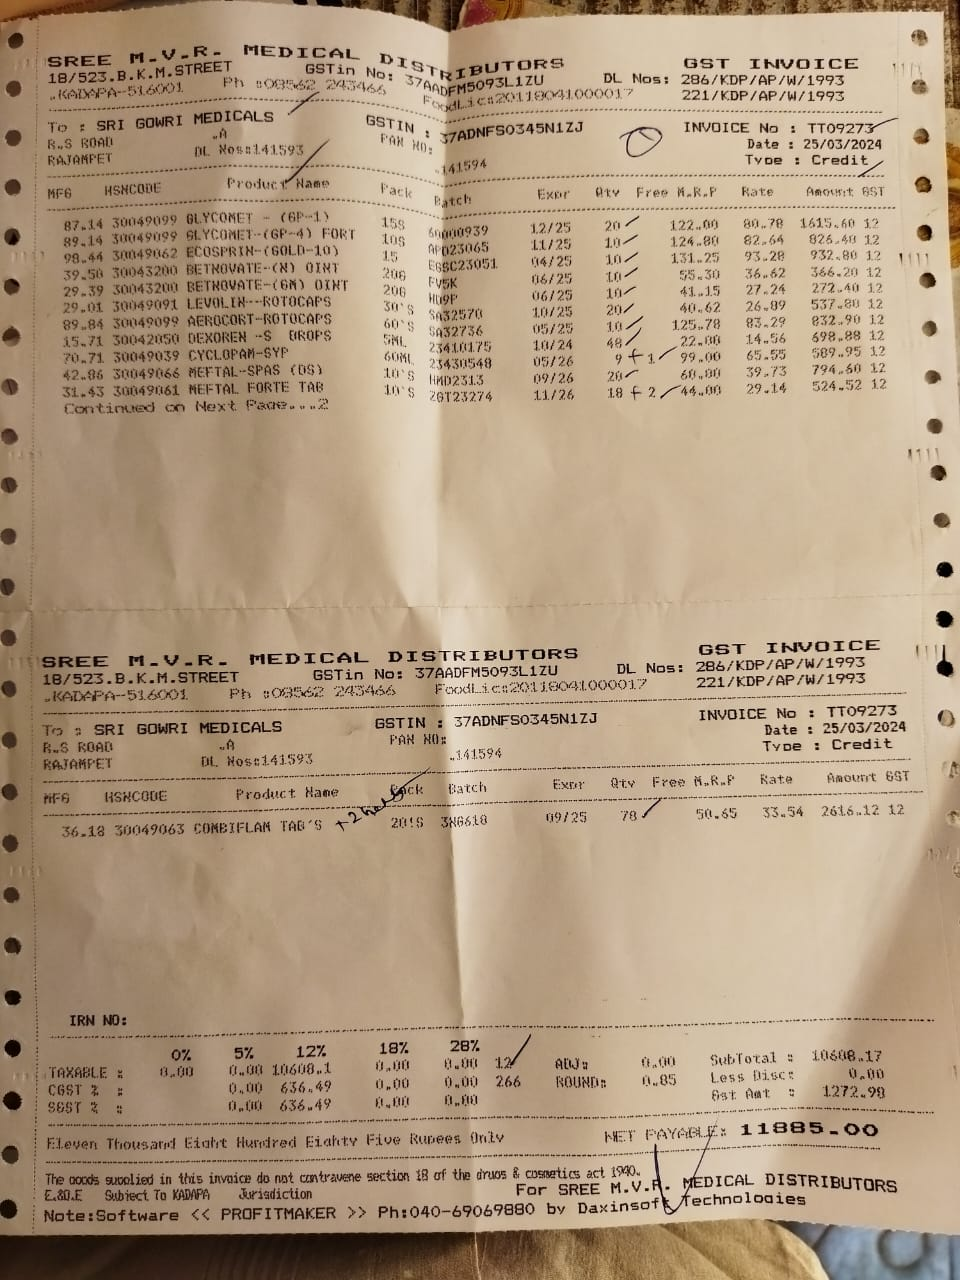 SREE M.V.R. MEDICAL DISTRIBUTORS GST INVOICE
18/523.B.K.M.STREET GSTin No: 37AADFM5093L1ZU DL Nos: 286/KDP/AP/W/1993
.KADAPA-516001 Ph :08562 243466 FoodLic:20118041000017 221/KDP/AP/W/1993
To : SRI GOWRI MEDICALS GSTIN : 37ADNFS0345N1ZJ INVOICE No : TT09273
R.S ROAD .A PAN NO: Date : 25/03/2024
RAJAMPET DL Nos:141593 .141594 Type : Credit
MFG HSNCODE Product Name Pack Batch Expr Qty Free M.R.P Rate Amount GST
87.14 30049099 GLYCOMET - (GP-1) 15S 12/25 20 122.00 80.78 1615.60 12
89.14 30049099 GLYCOMET-(GP-4) FORT 10S 11/25 10 124.80 82.64 826.40 12
98.44 30049062 ECOSPRIN-(GOLD-10) 15 EGSC23051 04/25 10 131.25 93.28 932.80 12
39.50 30043200 BETNOVATE-(N) OINT 20G FV5K 06/25 10 55.30 36.62 366.20 12
29.39 30043200 BETNOVATE-(GM) OINT 20G HU9P 06/25 10 41.15 27.24 272.40 12
29.01 30049091 LEVOLIN--ROTOCAPS 30'S SA32570 10/25 20 40.62 26.89 537.80 12
89.84 30049099 AEROCORT-ROTOCAPS 60'S SA32736 05/25 10 125.78 83.29 832.90 12
15.71 30042050 DEXOREN -S DROPS 5ML 23410175 10/24 48 22.00 14.56 698.88 12
70.71 30049039 CYCLOPAM-SYP 60ML 23430548 05/26 9 + 1 99.00 65.55 589.95 12
42.86 30049066 MEFTAL-SPAS (DS) 10'S HMD2313 09/26 20 60.00 39.73 794.60 12
31.43 30049061 MEFTAL FORTE TAB 10'S ZGT23274 11/26 18 + 2 44.00 29.14 524.52 12
Continued on Next Page...2
SREE M.V.R. MEDICAL DISTRIBUTORS GST INVOICE
18/523.B.K.M.STREET GSTin No: 37AADFM5093L1ZU DL Nos: 286/KDP/AP/W/1993
.KADAPA-516001 Ph :08562 243466 FoodLic:20118041000017 221/KDP/AP/W/1993
To : SRI GOWRI MEDICALS GSTIN : 37ADNFS0345N1ZJ INVOICE No : TT09273
R.S ROAD .A PAN NO: Date : 25/03/2024
RAJAMPET DL Nos:141593 .141594 Type : Credit
MFG HSNCODE Product Name Pack Batch Expr Qty Free M.R.P Rate Amount GST
36.18 30049063 COMBIFLAM TAB'S +2 20'S 3NG618 09/25 78 50.65 33.54 2616.12 12
IRN NO:
0% 5% 12% 18% 28%
TAXABLE : 0.00 0.00 10608.1 0.00 0.00 12 ADJ: 0.00 SubTotal : 10608.17
CGST % : 0.00 636.49 0.00 0.00 266 ROUND: 0.85 Less Disc: 0.00
SGST % : 0.00 636.49 0.00 0.00 Gst Amt : 1272.98
Eleven Thousand Eight Hundred Eighty Five Rupees Only NET PAYABLE: 11885.00
The goods supplied in this invoice do not contravene section 18 of the drugs & cosmetics act 1940.
E.&O.E Subject To KADAPA Jurisdiction For SREE M.V.R. MEDICAL DISTRIBUTORS
Note:Software << PROFITMAKER >> Ph:040-69069880 by Daxinsoft Technologies